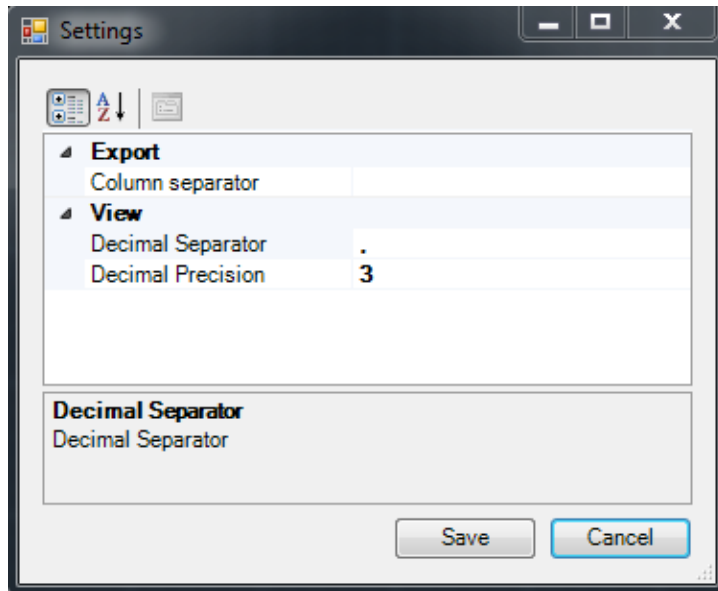 Settings
Export
Column separator
View
Decimal Separator .
Decimal Precision 3
Decimal Separator
Decimal Separator
Save Cancel